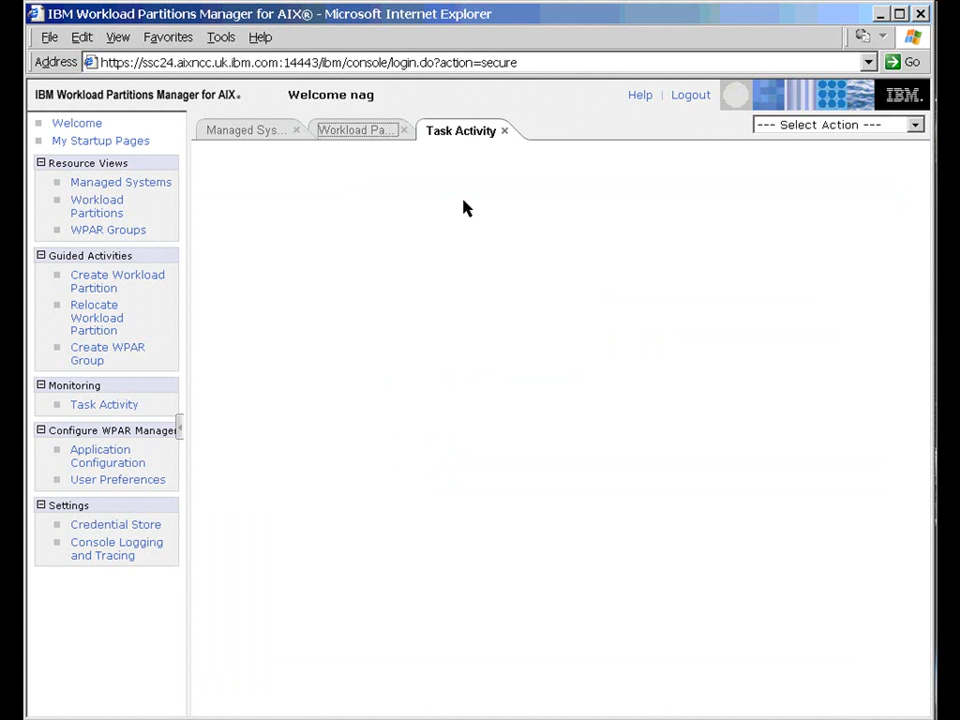 IBM Workload Partitions Manager for AIX® - Microsoft Internet Explorer
File Edit View Favorites Tools Help
Address https://ssc24.aixncc.uk.ibm.com:14443/ibm/console/login.do?action=secure Go
IBM Workload Partitions Manager for AIX® Welcome nag Help | Logout IBM.
Managed Sys... × Workload Pa... × Task Activity × --- Select Action ---
Welcome
My Startup Pages
Resource Views
Managed Systems
Workload
Partitions
WPAR Groups
Guided Activities
Create Workload
Partition
Relocate
Workload
Partition
Create WPAR
Group
Monitoring
Task Activity
Configure WPAR Manager
Application
Configuration
User Preferences
Settings
Credential Store
Console Logging
and Tracing